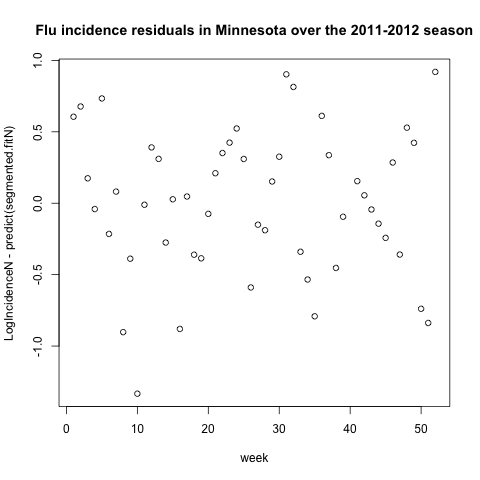 Flu incidence residuals in Minnesota over the 2011-2012 season
LogIncidenceN - predict(segmented.fitN)
1.0
0.5
0.0
-0.5
-1.0
0 10 20 30 40 50
week